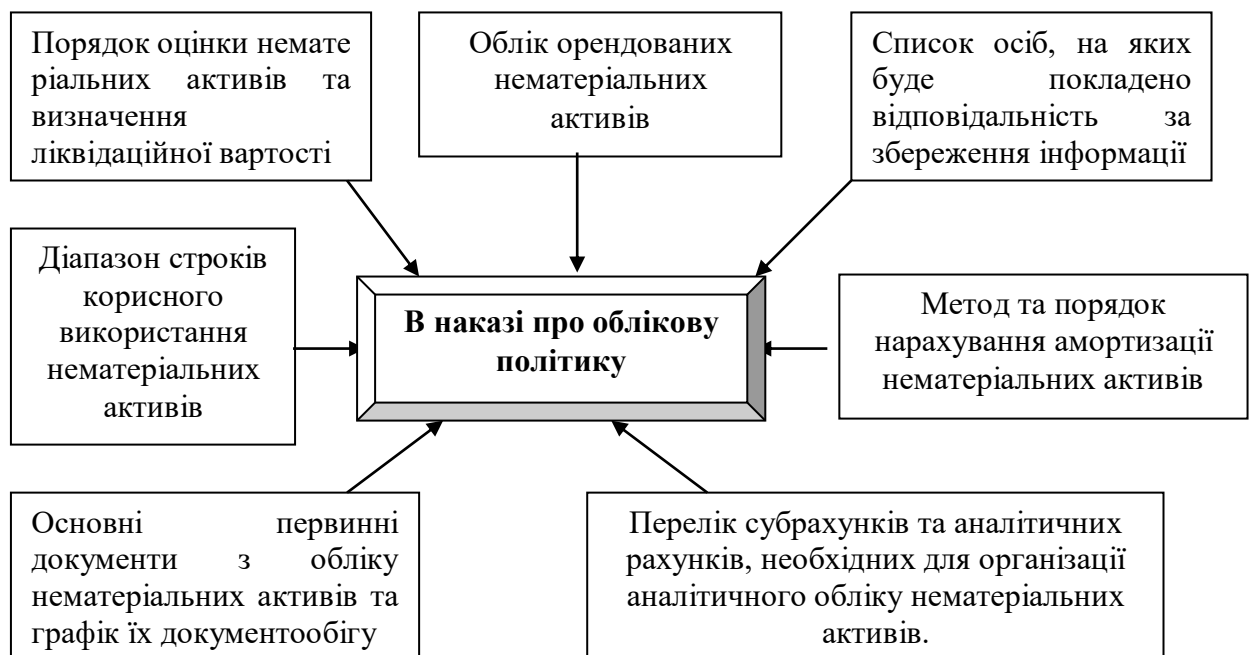 Порядок оцінки немате
ріальних активів та
визначення
ліквідаційної вартості
Облік орендованих
нематеріальних
активів
Список осіб, на яких
буде покладено
відповідальність за
збереження інформації
Діапазон строків
корисного
використання
нематеріальних
активів
В наказі про облікову
політику
Метод та порядок
нарахування амортизації
нематеріальних активів
Основні первинні
документи з обліку
нематеріальних активів та
графік їх документообігу
Перелік субрахунків та аналітичних
рахунків, необхідних для організації
аналітичного обліку нематеріальних
активів.